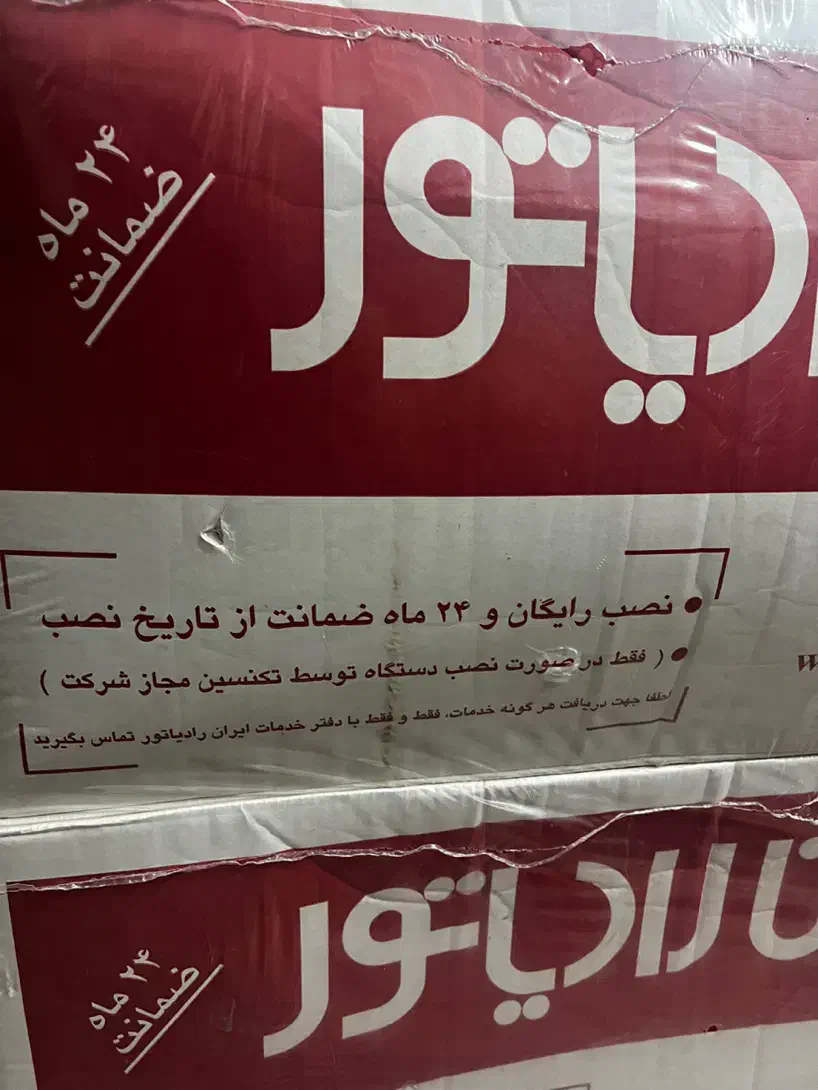 رادیاتور
۲۴ ماه
ضمانت
● نصب رایگان و ۲۴ ماه ضمانت از تاریخ نصب
● ( فقط در صورت نصب دستگاه توسط تکنسین مجاز شرکت )
لطفا جهت دریافت هر گونه خدمات، فقط و فقط با دفتر خدمات ایران رادیاتور تماس بگیرید
رادیاتور
۲۴ ماه
ضمانت